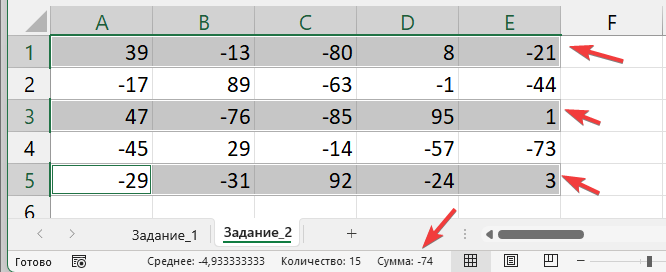 A B C D E F
1 39 -13 -80 8 -21
2 -17 89 -63 -1 -44
3 47 -76 -85 95 1
4 -45 29 -14 -57 -73
5 -29 -31 92 -24 3
6
Задание_1 Задание_2 +
Готово Среднее: -4,933333333 Количество: 15 Сумма: -74